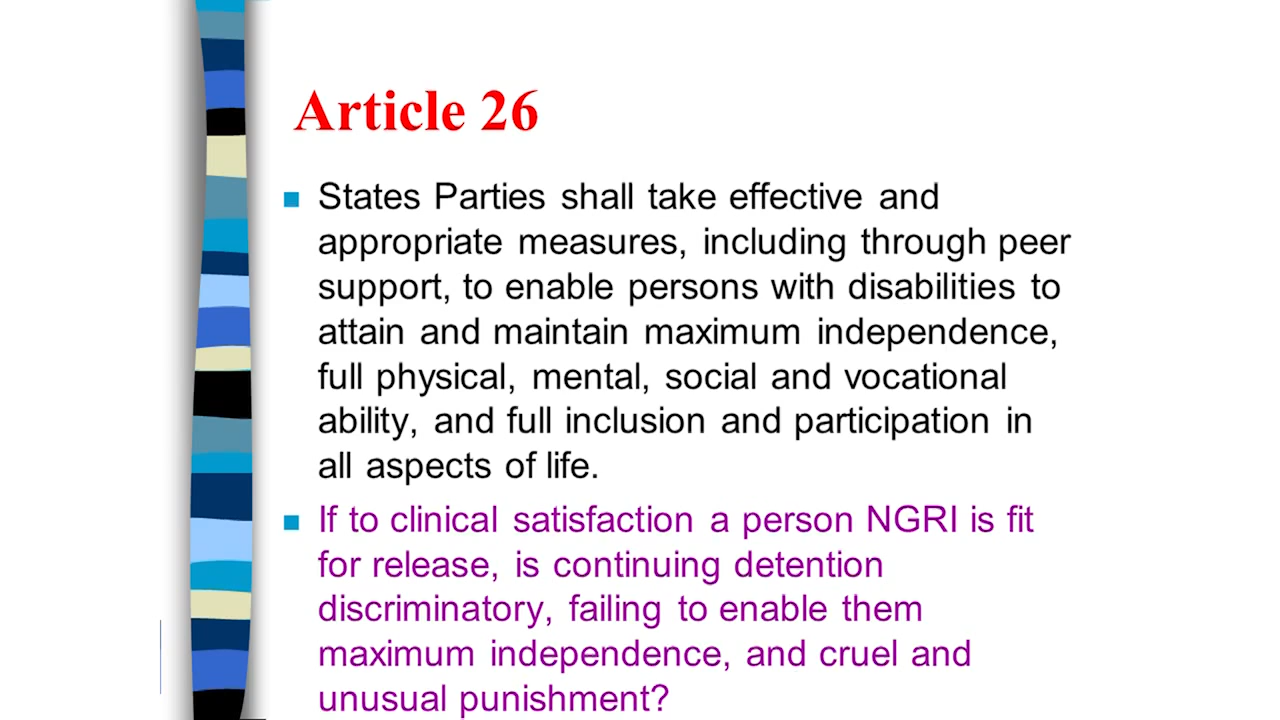 Article 26
States Parties shall take effective and
appropriate measures, including through peer
support, to enable persons with disabilities to
attain and maintain maximum independence,
full physical, mental, social and vocational
ability, and full inclusion and participation in
all aspects of life.
If to clinical satisfaction a person NGRI is fit
for release, is continuing detention
discriminatory, failing to enable them
maximum independence, and cruel and
unusual punishment?